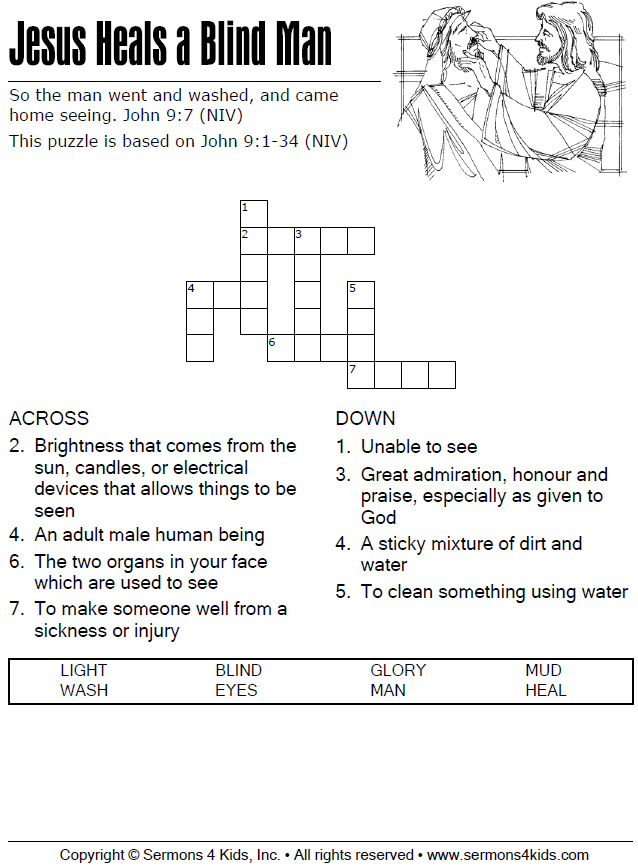 Jesus Heals a Blind Man
So the man went and washed, and came
home seeing. John 9:7 (NIV)
This puzzle is based on John 9:1-34 (NIV)
1
2 3
4 5
6
7
ACROSS
2. Brightness that comes from the
sun, candles, or electrical
devices that allows things to be
seen
4. An adult male human being
6. The two organs in your face
which are used to see
7. To make someone well from a
sickness or injury
DOWN
1. Unable to see
3. Great admiration, honour and
praise, especially as given to
God
4. A sticky mixture of dirt and
water
5. To clean something using water
LIGHT BLIND GLORY MUD
WASH EYES MAN HEAL
Copyright © Sermons 4 Kids, Inc. • All rights reserved • www.sermons4kids.com